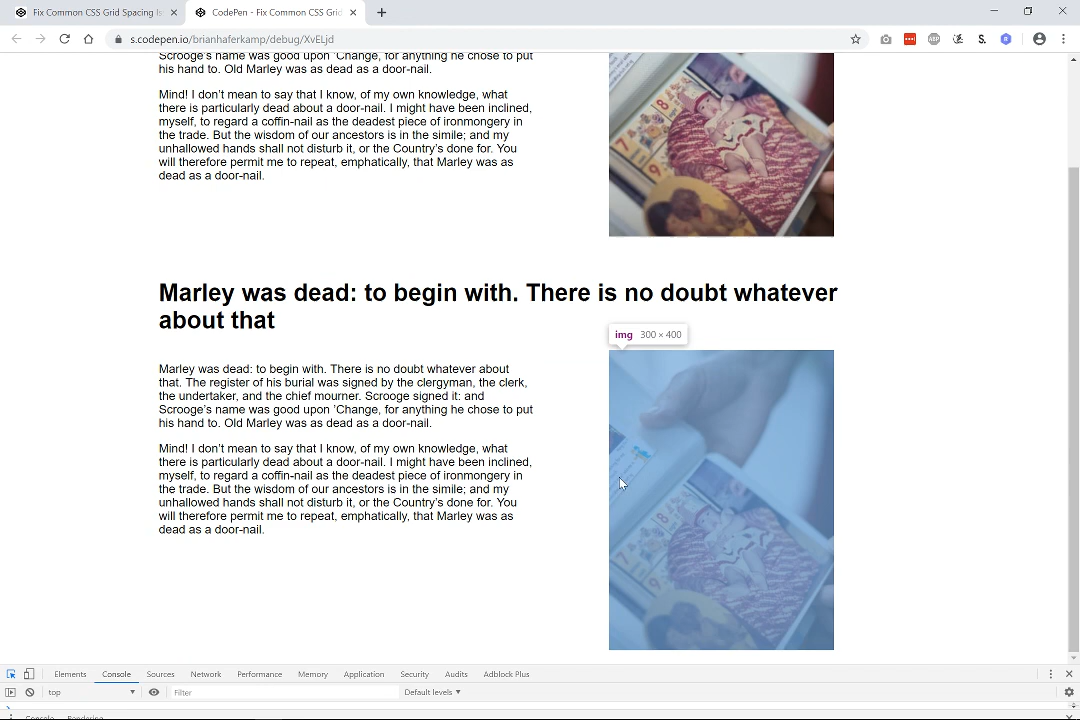 Fix Common CSS Grid Spacing Is
CodePen - Fix Common CSS Grid
s.codepen.io/brianhaferkamp/debug/XvELjd
ABP
S.
Scrooge's name was good upon 'Change, for anything he chose to put
his hand to. Old Marley was as dead as a door-nail.
Mind! I don't mean to say that I know, of my own knowledge, what
there is particularly dead about a door-nail. I might have been inclined,
myself, to regard a coffin-nail as the deadest piece of ironmongery in
the trade. But the wisdom of our ancestors is in the simile; and my
unhallowed hands shall not disturb it, or the Country's done for. You
will therefore permit me to repeat, emphatically, that Marley was as
dead as a door-nail.
Marley was dead: to begin with. There is no doubt whatever
about that
img 300 × 400
Marley was dead: to begin with. There is no doubt whatever about
that. The register of his burial was signed by the clergyman, the clerk,
the undertaker, and the chief mourner. Scrooge signed it: and
Scrooge's name was good upon 'Change, for anything he chose to put
his hand to. Old Marley was as dead as a door-nail.
Mind! I don't mean to say that I know, of my own knowledge, what
there is particularly dead about a door-nail. I might have been inclined,
myself, to regard a coffin-nail as the deadest piece of ironmongery in
the trade. But the wisdom of our ancestors is in the simile; and my
unhallowed hands shall not disturb it, or the Country's done for. You
will therefore permit me to repeat, emphatically, that Marley was as
dead as a door-nail.
Elements Console Sources Network Performance Memory Application Security Audits Adblock Plus
top Filter Default levels
Console Rendering